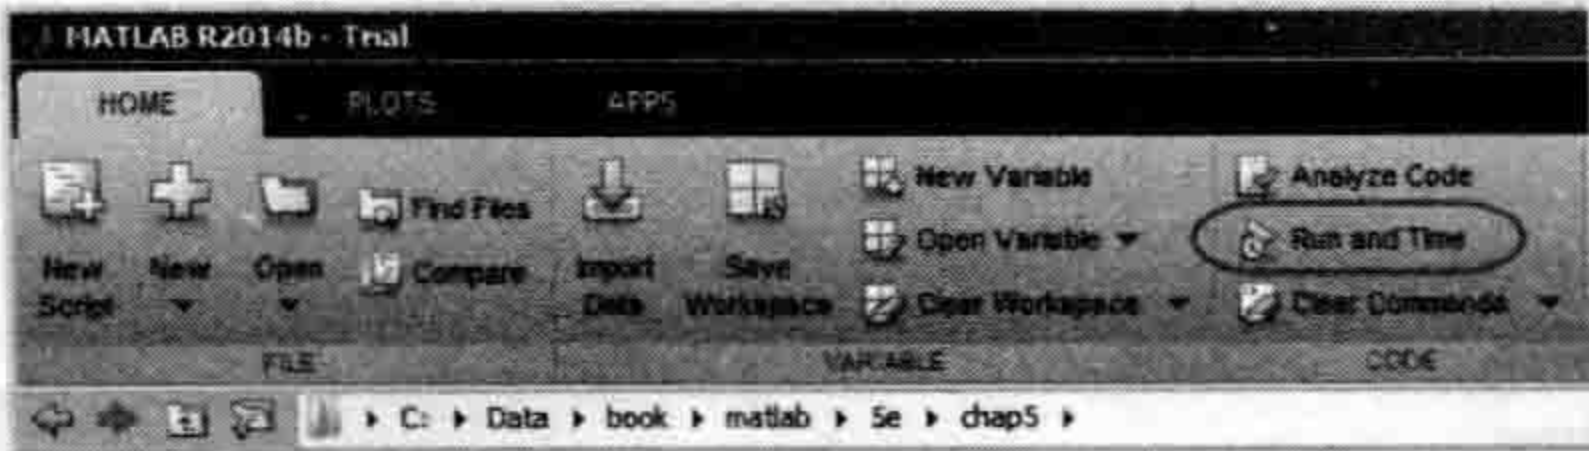 MATLAB R2014b - Trial
HOME PLOTS APPS
New Script
New
Open
Find Files
Compare
Import Data
Save Workspace
New Variable
Open Variable
Clear Workspace
Analyze Code
Run and Time
Clear Commands
FILE VARIABLE CODE
C: Data book matlab 5e chap5